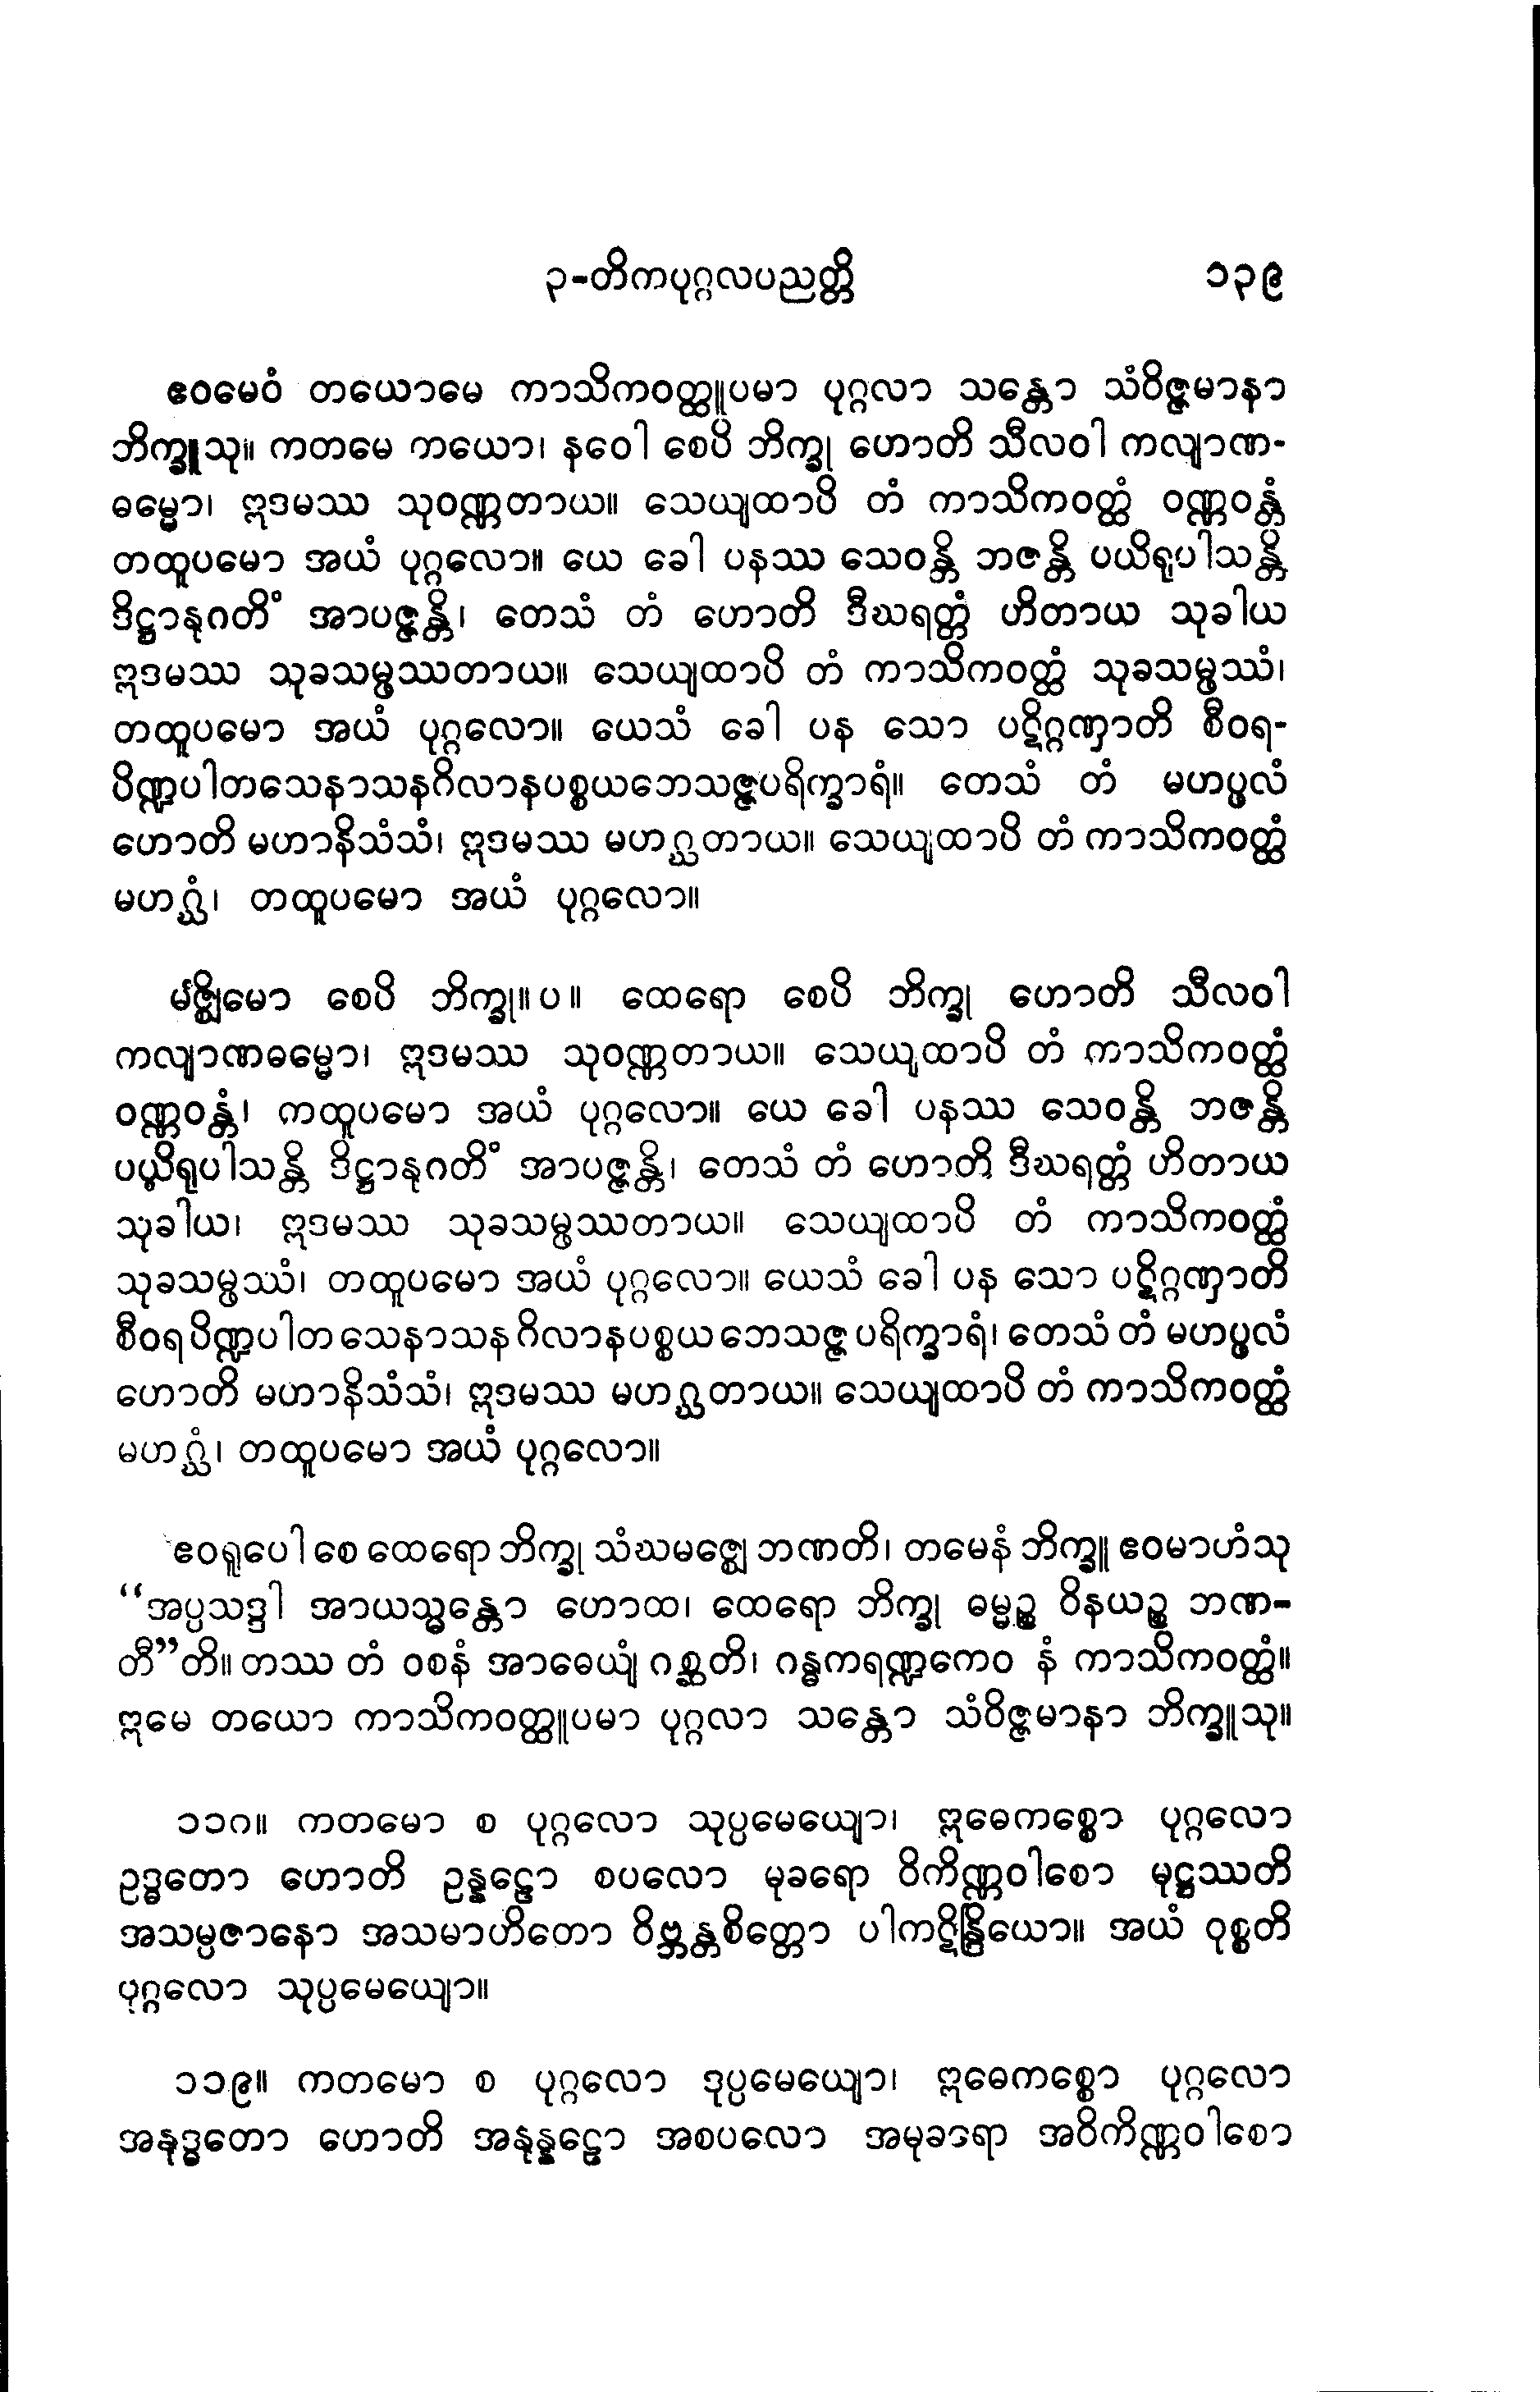 ၃-တိကပုဂ္ဂလပညတ္တိ ၁၃၉
ဧဝမေဝံ တယောမေ ကာသိကဝတ္ထူပမာ ပုဂ္ဂလာ သန္တော သံဝိဇ္ဇမာနာ
ဘိက္ခူသု။ ကတမေ ကယော၊ နဝေါ စေပိ ဘိက္ခု ဟောတိ သီလဝါ ကလျာဏ-
ဓမ္မော၊ ဣဒမဿ သုဝဏ္ဏတာယ။ သေယျထာပိ တံ ကာသိကဝတ္ထံ ဝဏ္ဏဝန္တံ
တထူပမော အယံ ပုဂ္ဂလော။ ယေ ခေါ ပနဿ သေဝန္တိ ဘဇန္တိ ပယိရုပါသန္တိ
ဒိဋ္ဌာနုဂတိံ အာပဇ္ဇန္တိ၊ တေသံ တံ ဟောတိ ဒီဃရတ္တံ ဟိတာယ သုခါယ
ဣဒမဿ သုခသမ္ဖဿတာယ။ သေယျထာပိ တံ ကာသိကဝတ္ထံ သုခသမ္ဖဿံ၊
တထူပမော အယံ ပုဂ္ဂလော။ ယေသံ ခေါ ပန သော ပဋိဂ္ဂဏှာတိ စီဝရ-
ပိဏ္ဍပါတသေနာသနဂိလာနပစ္စယဘေသဇ္ဇပရိက္ခာရံ။ တေသံ တံ မဟပ္ဖလံ
ဟောတိ မဟာနိသံသံ၊ ဣဒမဿ မဟဂ္ဃတာယ။ သေယျထာပိ တံ ကာသိကဝတ္ထံ
မဟဂ္ဃံ၊ တထူပမော အယံ ပုဂ္ဂလော။
မဇ္ဈိမော စေပိ ဘိက္ခု။ပ။ ထေရော စေပိ ဘိက္ခု ဟောတိ သီလဝါ
ကလျာဏဓမ္မော၊ ဣဒမဿ သုဝဏ္ဏတာယ။ သေယျထာပိ တံ ကာသိကဝတ္ထံ
ဝဏ္ဏဝန္တံ၊ ကထူပမော အယံ ပုဂ္ဂလော။ ယေ ခေါ ပနဿ သေဝန္တိ ဘဇန္တိ
ပယိရုပါသန္တိ ဒိဋ္ဌာနုဂတိံ အာပဇ္ဇန္တိ၊ တေသံ တံ ဟောတိ ဒီဃရတ္တံ ဟိတာယ
သုခါယ၊ ဣဒမဿ သုခသမ္ဖဿတာယ။ သေယျထာပိ တံ ကာသိကဝတ္ထံ
သုခသမ္ဖဿံ၊ တထူပမော အယံ ပုဂ္ဂလော။ ယေသံ ခေါ ပန သော ပဋိဂ္ဂဏှာတိ
စီဝရပိဏ္ဍပါတသေနာသနဂိလာနပစ္စယဘေသဇ္ဇပရိက္ခာရံ၊ တေသံ တံ မဟပ္ဖလံ
ဟောတိ မဟာနိသံသံ၊ ဣဒမဿ မဟဂ္ဃတာယ။ သေယျထာပိ တံ ကာသိကဝတ္ထံ
မဟဂ္ဃံ၊ တထူပမော အယံ ပုဂ္ဂလော။
ဧဝရူပေါ စေ ထေရော ဘိက္ခု သံဃမဇ္ဈေ ဘဏတိ၊ တမေနံ ဘိက္ခူ ဧဝမာဟံသု
“အပ္ပသဒ္ဒါ အာယသ္မန္တော ဟောထ၊ ထေရော ဘိက္ခု ဓမ္မဉ္စ ဝိနယဉ္စ ဘဏ-
တီ”တိ။ တဿ တံ ဝစနံ အာဓေယျံ ဂစ္ဆတိ၊ ဂန္ဓကရဏ္ဍကေဝ နံ ကာသိကဝတ္ထံ။
ဣမေ တယော ကာသိကဝတ္ထူပမာ ပုဂ္ဂလာ သန္တော သံဝိဇ္ဇမာနာ ဘိက္ခူသု။
၁၁၈။ ကတမော စ ပုဂ္ဂလော သုပ္ပမေယျော၊ ဣဓေကစ္စော ပုဂ္ဂလော
ဥဒ္ဓတော ဟောတိ ဥန္နဠော စပလော မုခရော ဝိကိဏ္ဏဝါစော မုဋ္ဌဿတိ
အသမ္ပဇာနော အသမာဟိတော ဝိဗ္ဘန္တစိတ္တော ပါကဋိန္ဒြိယော။ အယံ ဝုစ္စတိ
ပုဂ္ဂလော သုပ္ပမေယျော။
၁၁၉။ ကတမော စ ပုဂ္ဂလော ဒုပ္ပမေယျော၊ ဣဓေကစ္စော ပုဂ္ဂလော
အနုဒ္ဓတော ဟောတိ အနုန္နဠော အစပလော အမုခရော အဝိကိဏ္ဏဝါစော